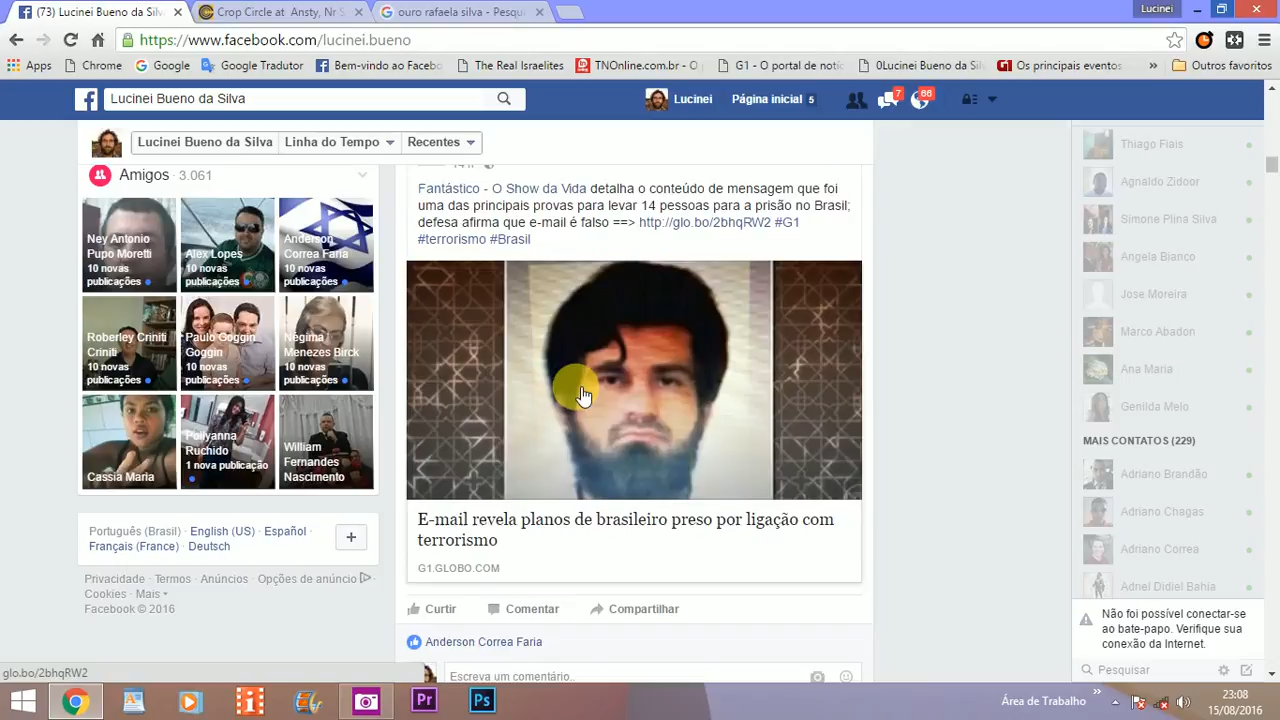 (73) Lucinei Bueno da Silva
Crop Circle at Ansty, Nr S
ouro rafaela silva - Pesqu
Lucinei
https://www.facebook.com/lucinei.bueno
Apps
Chrome
Google
Google Tradutor
Bem-vindo ao Facebo
The Real Israelites
TNOnline.com.br - O
G1 - O portal de notíc
0Lucinei Bueno da Silv
Os principais eventos
»
Outros favoritos
Lucinei Bueno da Silva
Lucinei
Página inicial 5
7
68
Lucinei Bueno da Silva
Linha do Tempo
Recentes
Amigos · 3.061
Ney Antonio
Pupo Moretti
10 novas
publicações
Alex Lopes
10 novas
publicações
Anderson
Correa Faria
10 novas
publicações
Roberley Criniti
Criniti
10 novas
publicações
Paulo Goggin
Goggin
10 novas
publicações
Negima
Menezes Birck
10 novas
publicações
Cassia Maria
Pollyanna
Ruchido
1 nova publicação
William
Fernandes
Nascimento
Português (Brasil) · English (US) · Español ·
Français (France) · Deutsch
+
Privacidade · Termos · Anúncios · Opções de anúncio ·
Cookies · Mais
Facebook © 2016
Fantástico - O Show da Vida detalha o conteúdo de mensagem que foi
uma das principais provas para levar 14 pessoas para a prisão no Brasil;
defesa afirma que e-mail é falso ==> http://glo.bo/2bhqRW2 #G1
#terrorismo #Brasil
E-mail revela planos de brasileiro preso por ligação com
terrorismo
G1.GLOBO.COM
Curtir
Comentar
Compartilhar
Anderson Correa Faria
Escreva um comentário...
Thiago Fiais
Agnaldo Zidoor
Simone Plina Silva
Angela Bianco
Jose Moreira
Marco Abadon
Ana Maria
Genilda Melo
MAIS CONTATOS (229)
Adriano Brandão
Adriano Chagas
Adriano Correa
Adriel Didiel Bahia
Não foi possível conectar-se
ao bate-papo. Verifique sua
conexão da Internet.
Pesquisar
glo.bo/2bhqRW2
Pr
Ps
Área de Trabalho
»
23:08
15/08/2016